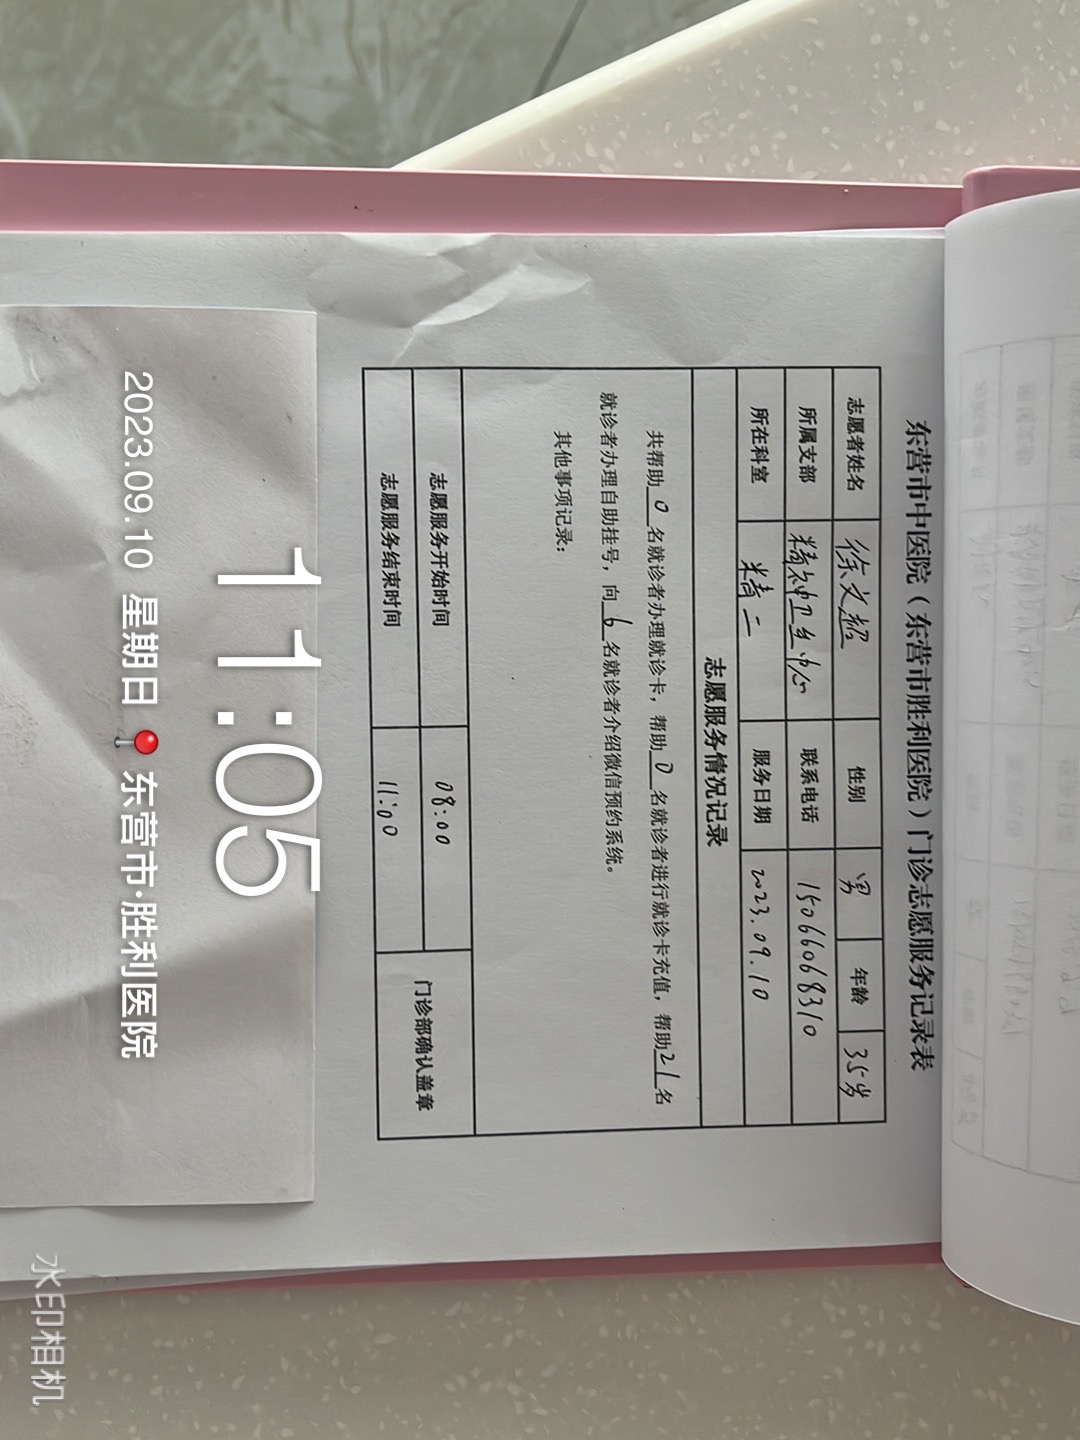 东营市中医院（东营市胜利医院）门诊志愿服务记录表
志愿者姓名 徐文超 性别 男 年龄 35岁
所属支部 精神卫生中心 联系电话 15066068310
所在科室 精二 服务日期 2023.09.10
志愿服务情况记录
共帮助0名就诊者办理就诊卡，帮助0名就诊者进行就诊卡充值，帮助21名
就诊者办理自助挂号，向6名就诊者介绍微信预约系统。
其他事项记录：
志愿服务开始时间 08:00 门诊部确认盖章
志愿服务结束时间 11:00
11:05
2023.09.10 星期日 东营市·胜利医院
水印相机